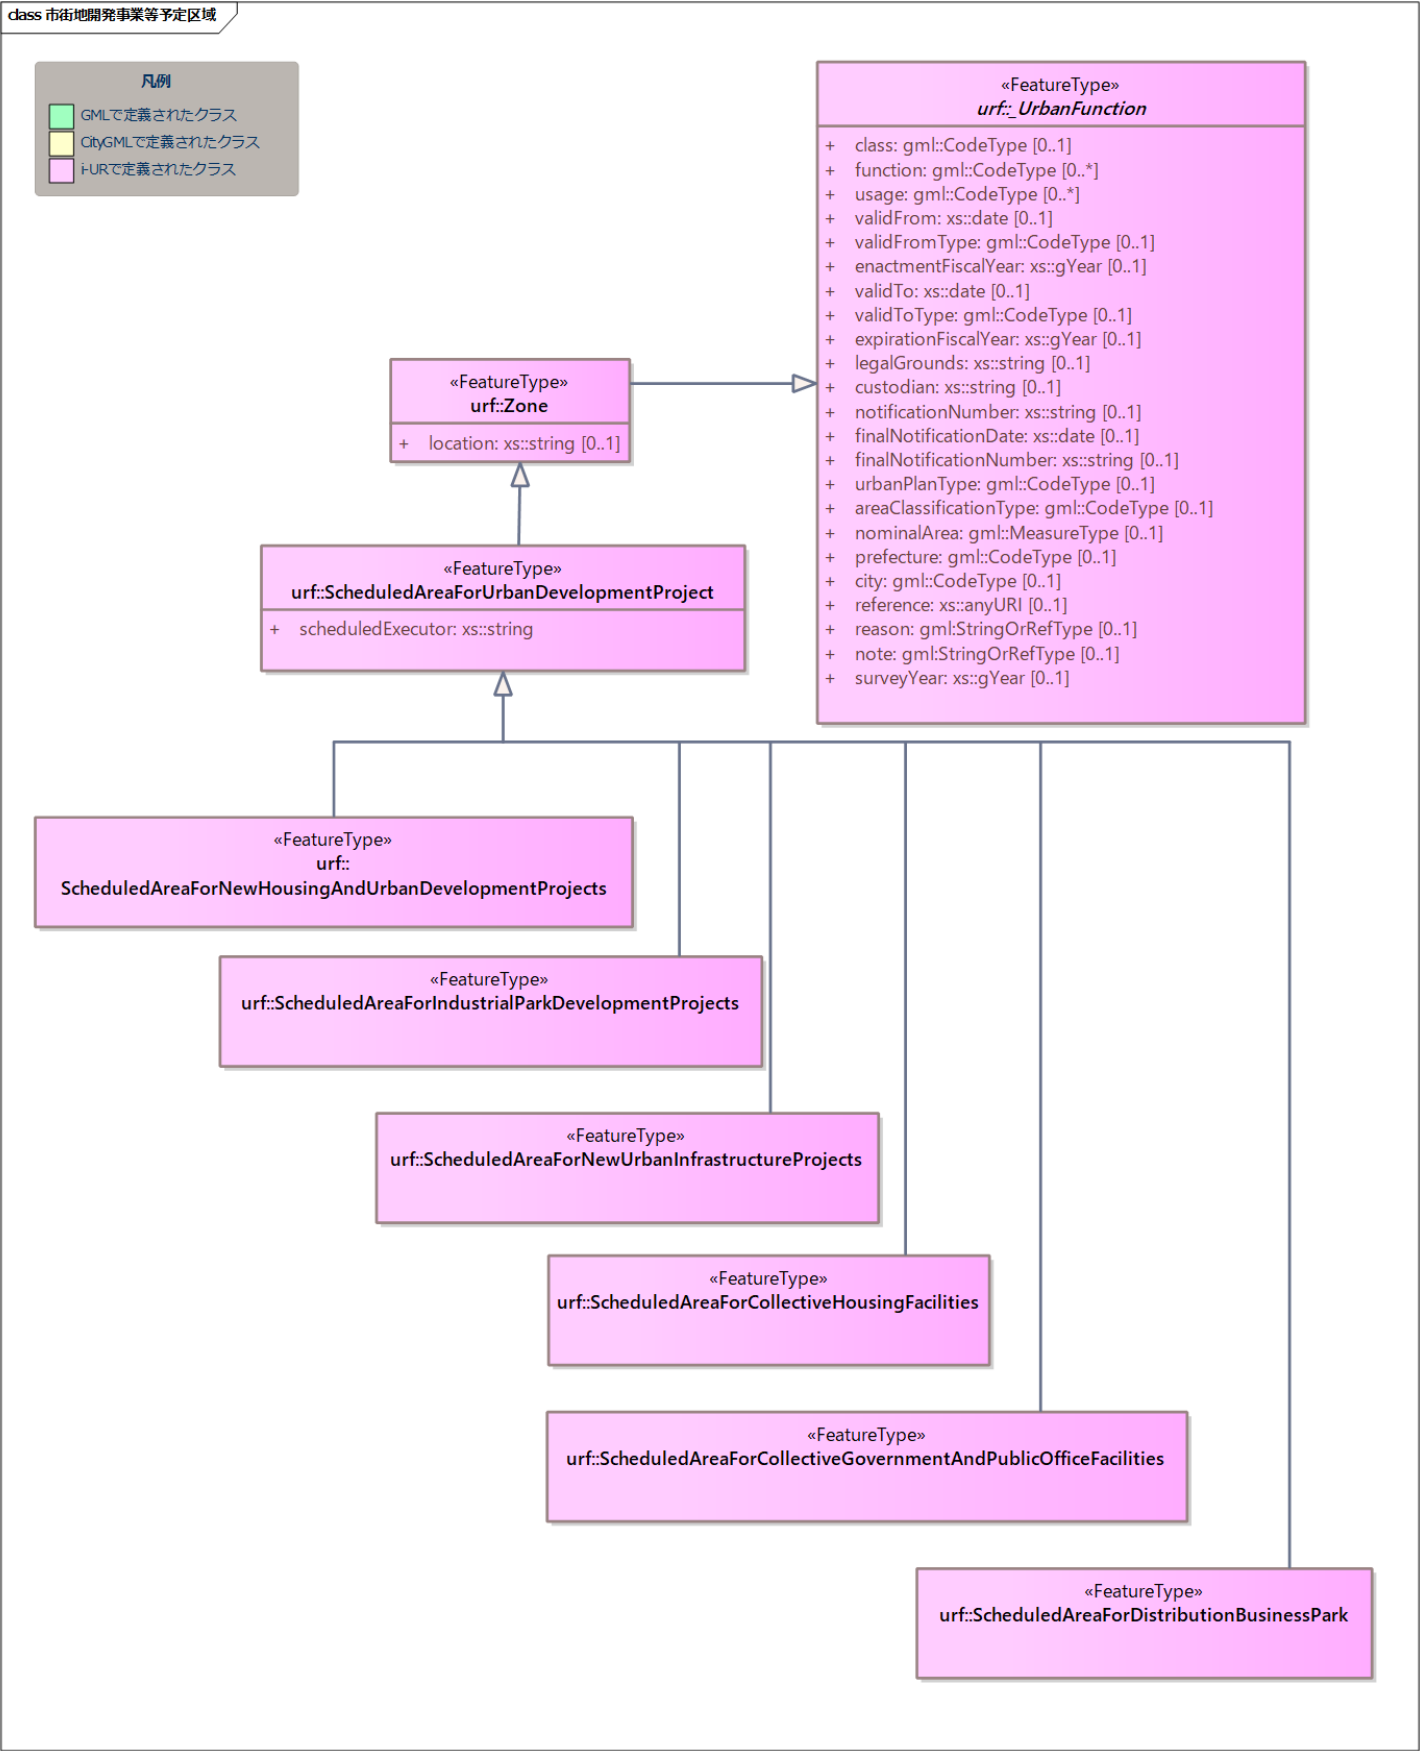 class 市街地開発事業等予定区域
凡例
GMLで定義されたクラス
CityGMLで定義されたクラス
i-URで定義されたクラス
«FeatureType»
urf::_UrbanFunction
+ class: gml::CodeType [0..1]
+ function: gml::CodeType [0..*]
+ usage: gml::CodeType [0..*]
+ validFrom: xs::date [0..1]
+ validFromType: gml::CodeType [0..1]
+ enactmentFiscalYear: xs::gYear [0..1]
+ validTo: xs::date [0..1]
+ validToType: gml::CodeType [0..1]
+ expirationFiscalYear: xs::gYear [0..1]
+ legalGrounds: xs::string [0..1]
+ custodian: xs::string [0..1]
+ notificationNumber: xs::string [0..1]
+ finalNotificationDate: xs::date [0..1]
+ finalNotificationNumber: xs::string [0..1]
+ urbanPlanType: gml::CodeType [0..1]
+ areaClassificationType: gml::CodeType [0..1]
+ nominalArea: gml::MeasureType [0..1]
+ prefecture: gml::CodeType [0..1]
+ city: gml::CodeType [0..1]
+ reference: xs::anyURI [0..1]
+ reason: gml:StringOrRefType [0..1]
+ note: gml:StringOrRefType [0..1]
+ surveyYear: xs::gYear [0..1]
«FeatureType»
urf::Zone
+ location: xs::string [0..1]
«FeatureType»
urf::ScheduledAreaForUrbanDevelopmentProject
+ scheduledExecutor: xs::string
«FeatureType»
urf::
ScheduledAreaForNewHousingAndUrbanDevelopmentProjects
«FeatureType»
urf::ScheduledAreaForIndustrialParkDevelopmentProjects
«FeatureType»
urf::ScheduledAreaForNewUrbanInfrastructureProjects
«FeatureType»
urf::ScheduledAreaForCollectiveHousingFacilities
«FeatureType»
urf::ScheduledAreaForCollectiveGovernmentAndPublicOfficeFacilities
«FeatureType»
urf::ScheduledAreaForDistributionBusinessPark